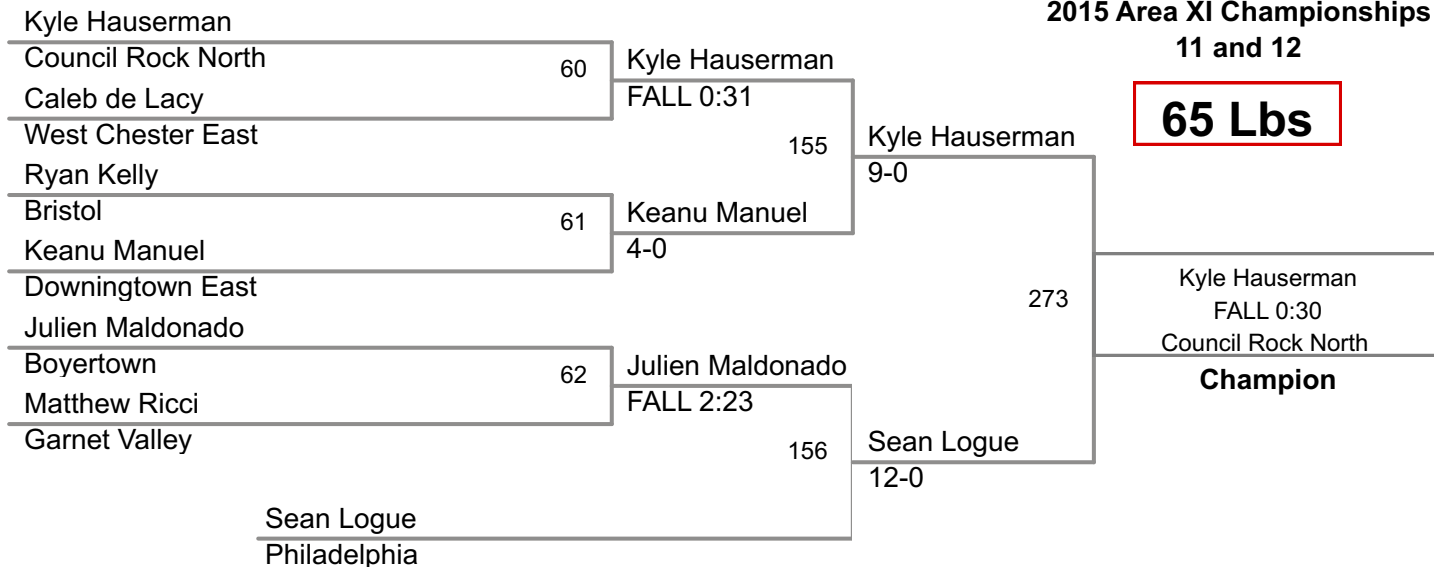 2015 Area XI Championships
11 and 12
65 Lbs
Kyle Hauserman
Council Rock North
60
Caleb de Lacy
West Chester East
Ryan Kelly
Bristol
61
Keanu Manuel
Downingtown East
Julien Maldonado
Boyertown
62
Matthew Ricci
Garnet Valley
Kyle Hauserman
FALL 0:31
155
Keanu Manuel
4-0
Julien Maldonado
FALL 2:23
156
Sean Logue
Philadelphia
Kyle Hauserman
9-0
273
Sean Logue
12-0
Kyle Hauserman
FALL 0:30
Council Rock North
Champion